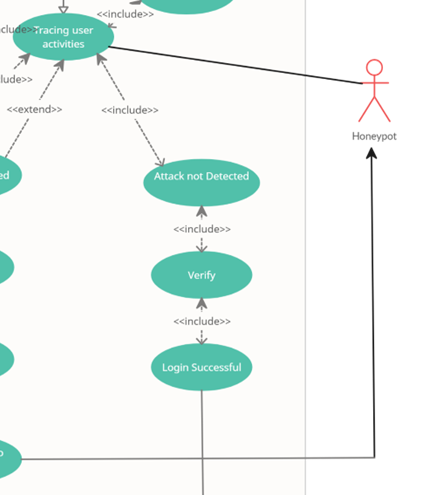 <<include>>
Tracing user
activities
<<extend>>
<<include>>
Honeypot
Attack not Detected
<<include>>
Verify
<<include>>
Login Successful